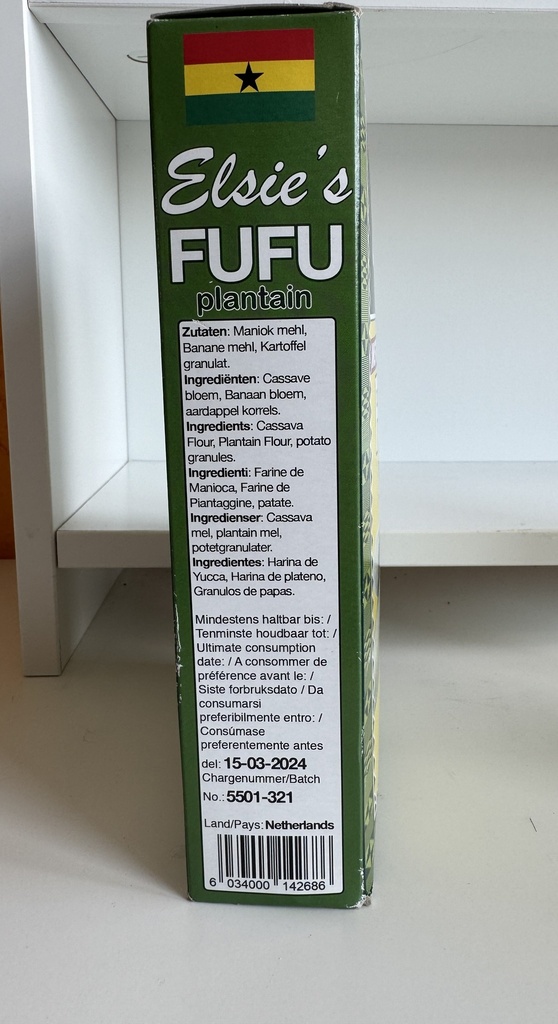 Elsie's
FUFU
plantain
Zutaten: Maniok mehl,
Banane mehl, Kartoffel
granulat.
Ingrediënten: Cassave
bloem, Banaan bloem,
aardappel korrels.
Ingredients: Cassava
Flour, Plantain Flour, potato
granules.
Ingredienti: Farine de
Manioca, Farine de
Piantaggine, patate.
Ingredienser: Cassava
mel, plantain mel,
potetgranulater.
Ingredientes: Harina de
Yucca, Harina de plateno,
Granulos de papas.
Mindestens haltbar bis: /
Tenminste houdbaar tot: /
Ultimate consumption
date: / A consommer de
préférence avant le: /
Siste forbruksdato / Da
consumarsi
preferibilmente entro: /
Consúmase
preferentemente antes
del: 15-03-2024
Chargenummer/Batch
No.: 5501-321
Land/Pays: Netherlands
6 034000 142686